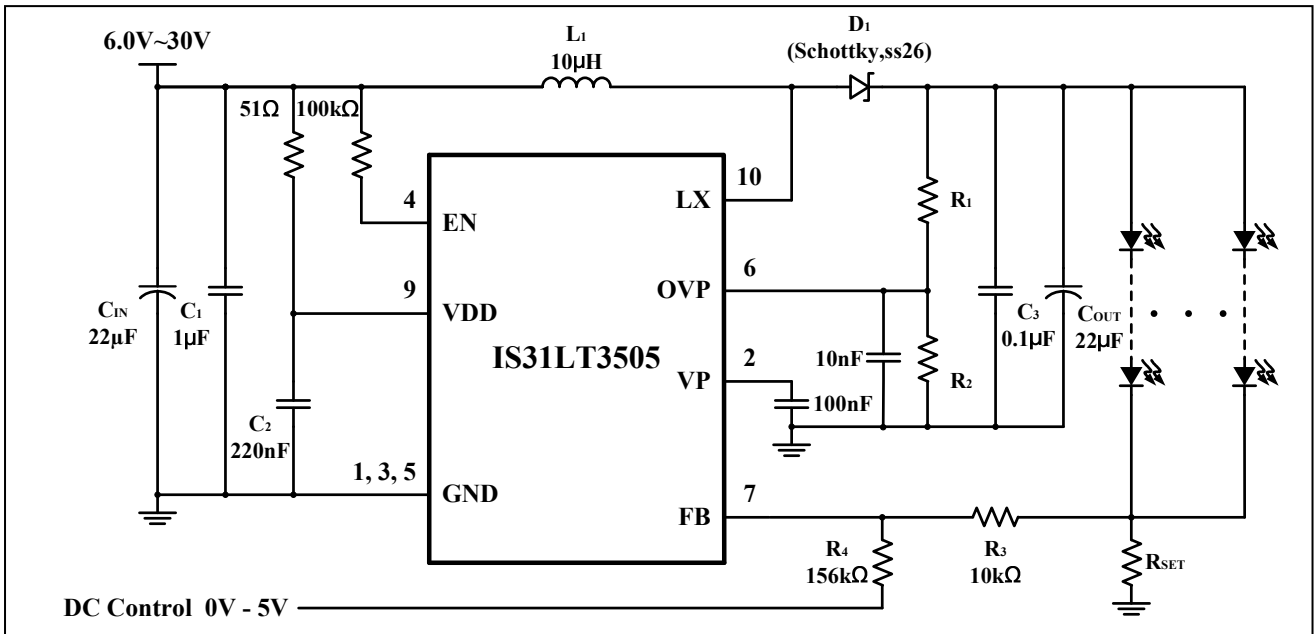 6.0V~30V
L1
10µH
D1
(Schottky,ss26)
51Ω
100kΩ
4
EN
10
LX
R1
6
OVP
9
VDD
CIN
22µF
C1
1µF
IS31LT3505
2
VP
10nF
R2
C3
0.1µF
COUT
22µF
100nF
C2
220nF
1, 3, 5
GND
7
FB
R4
156kΩ
R3
10kΩ
RSET
DC Control 0V - 5V